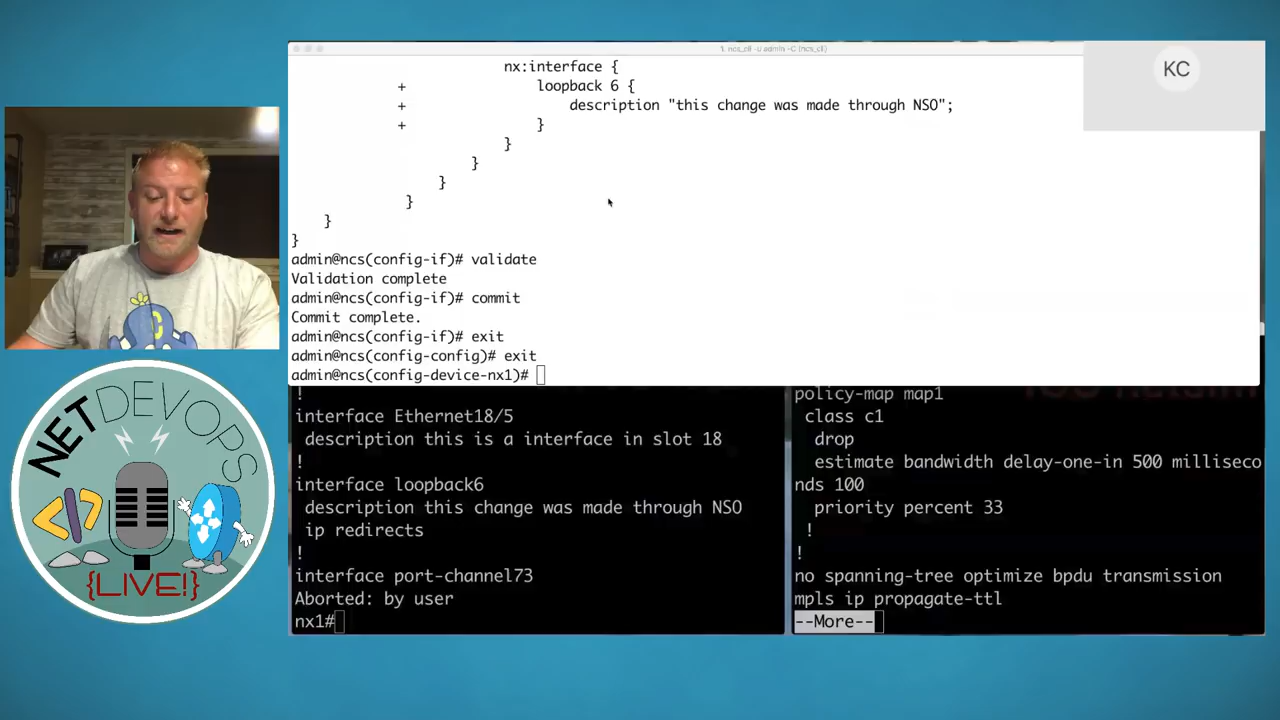 1. ncs_cli -u admin -C (ncs_cli)
KC
nx:interface {
+ loopback 6 {
+ description "this change was made through NSO";
+ }
}
}
}
}
}
}
admin@ncs(config-if)# validate
Validation complete
admin@ncs(config-if)# commit
Commit complete.
admin@ncs(config-if)# exit
admin@ncs(config-config)# exit
admin@ncs(config-device-nx1)#
!
interface Ethernet18/5
description this is a interface in slot 18
!
interface loopback6
description this change was made through NSO
ip redirects
!
interface port-channel73
Aborted: by user
nx1#
policy-map map1
class c1
drop
estimate bandwidth delay-one-in 500 milliseco
nds 100
priority percent 33
!
!
no spanning-tree optimize bpdu transmission
mpls ip propagate-ttl
--More--
NETDEVOPS
</>
{LIVE!}